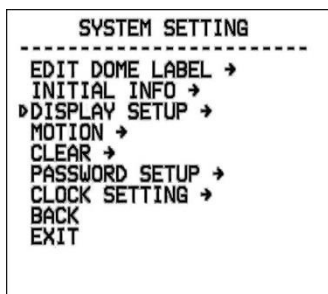 SYSTEM SETTING
EDIT DOME LABEL →
INITIAL INFO →
DISPLAY SETUP →
MOTION →
CLEAR →
PASSWORD SETUP →
CLOCK SETTING →
BACK
EXIT